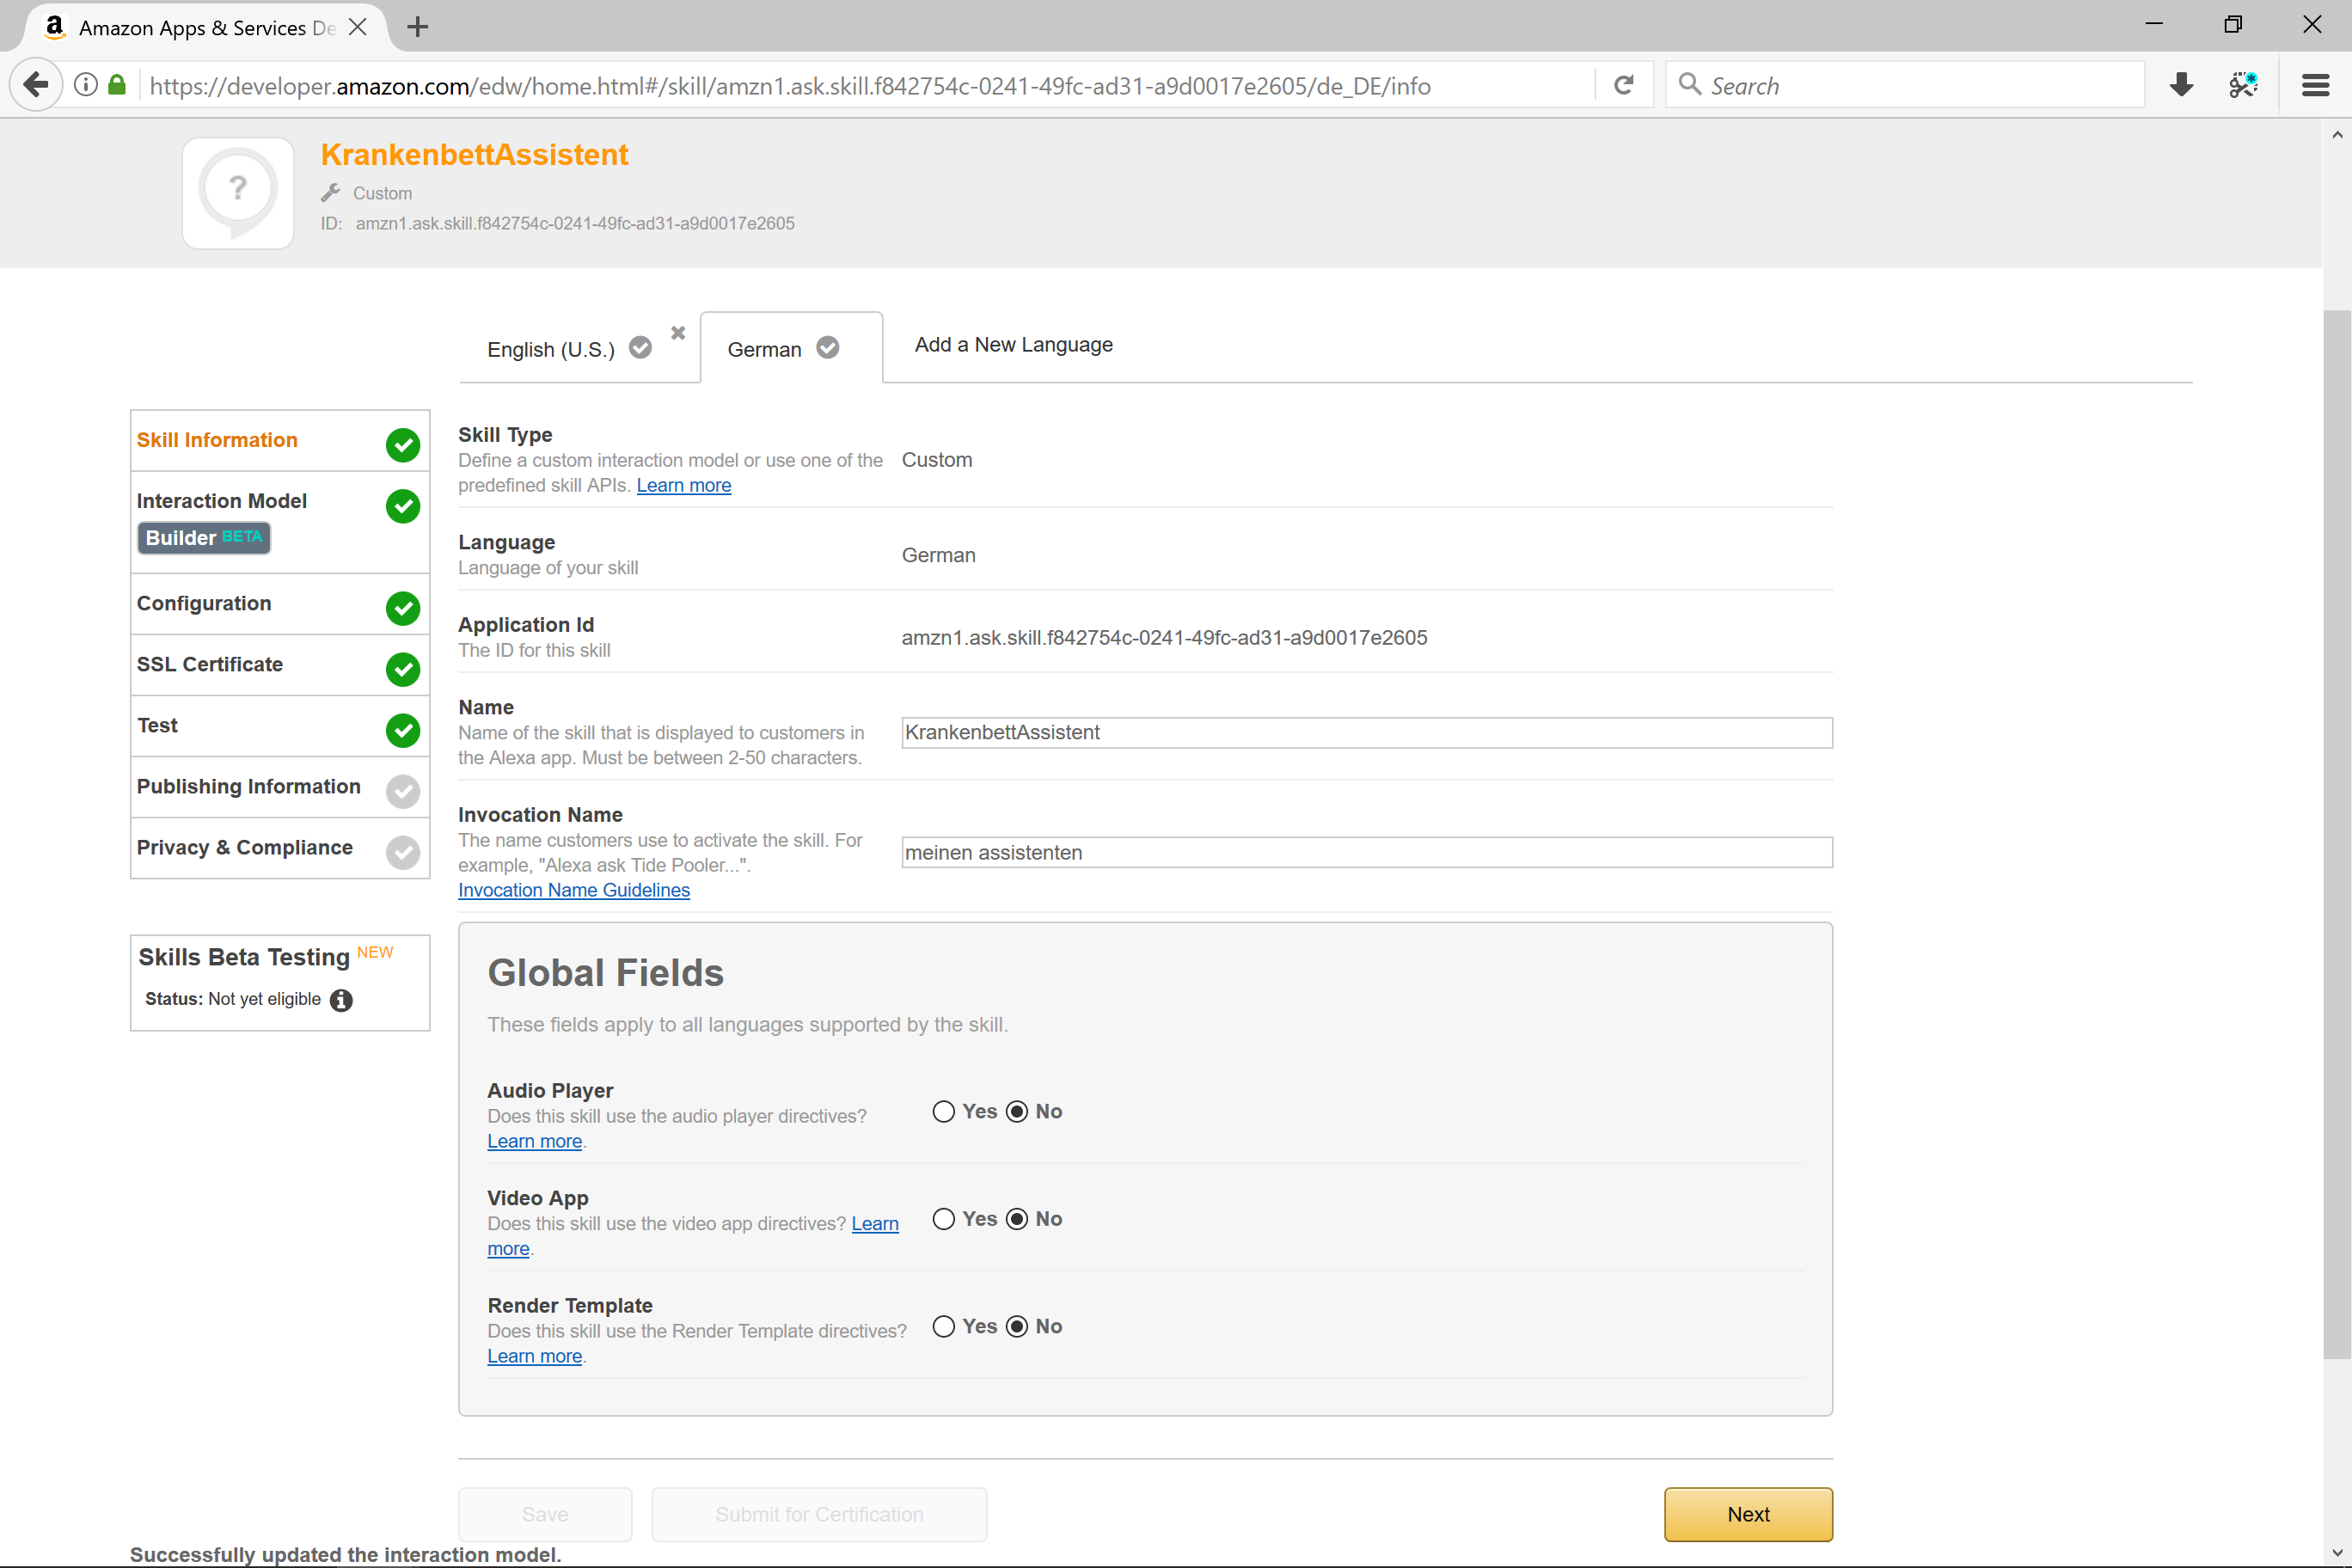 Amazon Apps & Services De
https://developer.amazon.com/edw/home.html#/skill/amzn1.ask.skill.f842754c-0241-49fc-ad31-a9d0017e2605/de_DE/info
Search
KrankenbettAssistent
Custom
ID: amzn1.ask.skill.f842754c-0241-49fc-ad31-a9d0017e2605
English (U.S.)
German
Add a New Language
Skill Information
Interaction Model
Builder BETA
Configuration
SSL Certificate
Test
Publishing Information
Privacy & Compliance
Skills Beta Testing NEW
Status: Not yet eligible
Skill Type
Define a custom interaction model or use one of the
predefined skill APIs. Learn more
Custom
Language
Language of your skill
German
Application Id
The ID for this skill
amzn1.ask.skill.f842754c-0241-49fc-ad31-a9d0017e2605
Name
Name of the skill that is displayed to customers in
the Alexa app. Must be between 2-50 characters.
KrankenbettAssistent
Invocation Name
The name customers use to activate the skill. For
example, "Alexa ask Tide Pooler...".
Invocation Name Guidelines
meinen assistenten
Global Fields
These fields apply to all languages supported by the skill.
Audio Player
Does this skill use the audio player directives?
Learn more.
Yes No
Video App
Does this skill use the video app directives? Learn
more.
Yes No
Render Template
Does this skill use the Render Template directives?
Learn more.
Yes No
Save
Submit for Certification
Next
Successfully updated the interaction model.